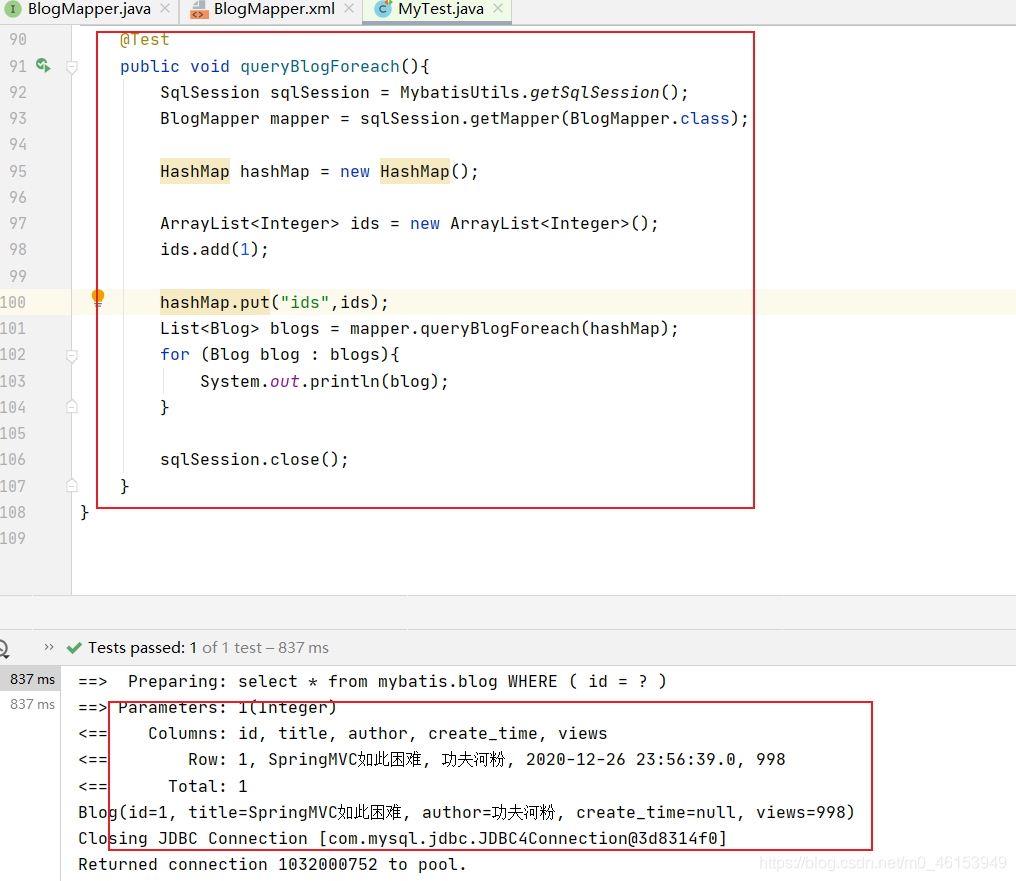 BlogMapper.java BlogMapper.xml MyTest.java
90 @Test
91 public void queryBlogForeach(){
92 SqlSession sqlSession = MybatisUtils.getSqlSession();
93 BlogMapper mapper = sqlSession.getMapper(BlogMapper.class);
94
95 HashMap hashMap = new HashMap();
96
97 ArrayList<Integer> ids = new ArrayList<Integer>();
98 ids.add(1);
99
100 hashMap.put("ids",ids);
101 List<Blog> blogs = mapper.queryBlogForeach(hashMap);
102 for (Blog blog : blogs){
103 System.out.println(blog);
104 }
105
106 sqlSession.close();
107 }
108 }
109
» Tests passed: 1 of 1 test – 837 ms
837 ms ==>  Preparing: select * from mybatis.blog WHERE ( id = ? )
837 ms ==> Parameters: 1(Integer)
<==    Columns: id, title, author, create_time, views
<==        Row: 1, SpringMVC如此困难, 功夫河粉, 2020-12-26 23:56:39.0, 998
<==      Total: 1
Blog(id=1, title=SpringMVC如此困难, author=功夫河粉, create_time=null, views=998)
Closing JDBC Connection [com.mysql.jdbc.JDBC4Connection@3d8314f0]
Returned connection 1032000752 to pool.
https://blog.csdn.net/m0_46153949